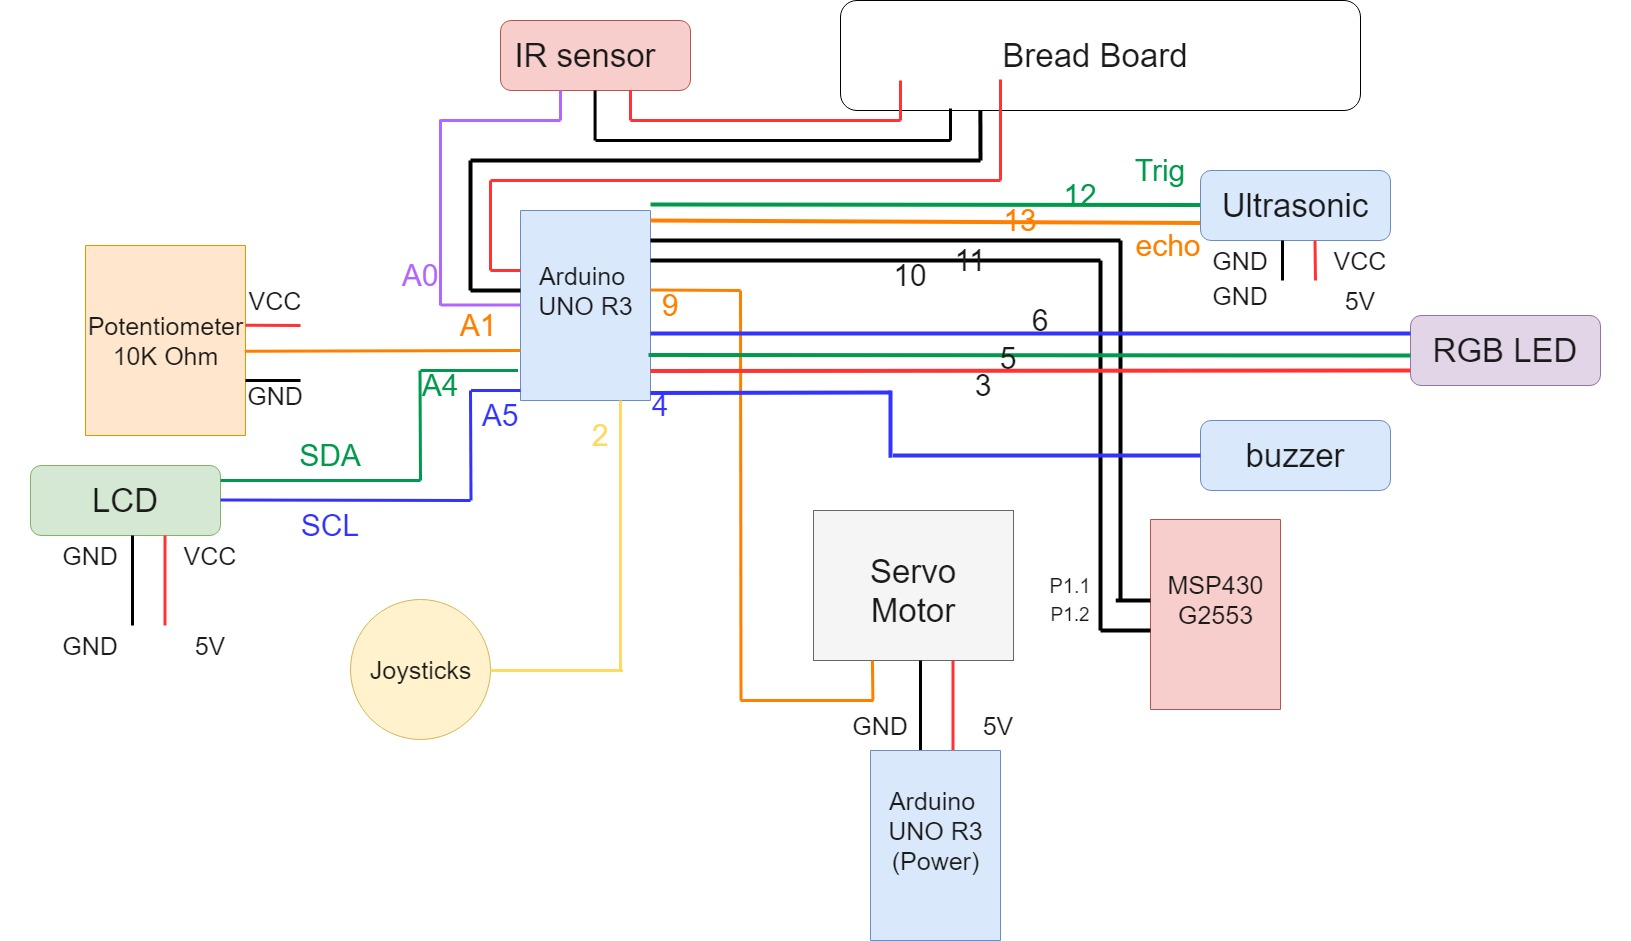 IR sensor
Bread Board
Trig
12
Ultrasonic
13
echo
A0
Arduino
UNO R3
11
10
GND
VCC
GND
5V
VCC
Potentiometer
10K Ohm
GND
A1
9
6
RGB LED
5
3
A4
A5
4
2
SDA
buzzer
LCD
SCL
GND
VCC
GND
5V
Servo
Motor
P1.1
P1.2
MSP430
G2553
Joysticks
GND
5V
Arduino
UNO R3
(Power)